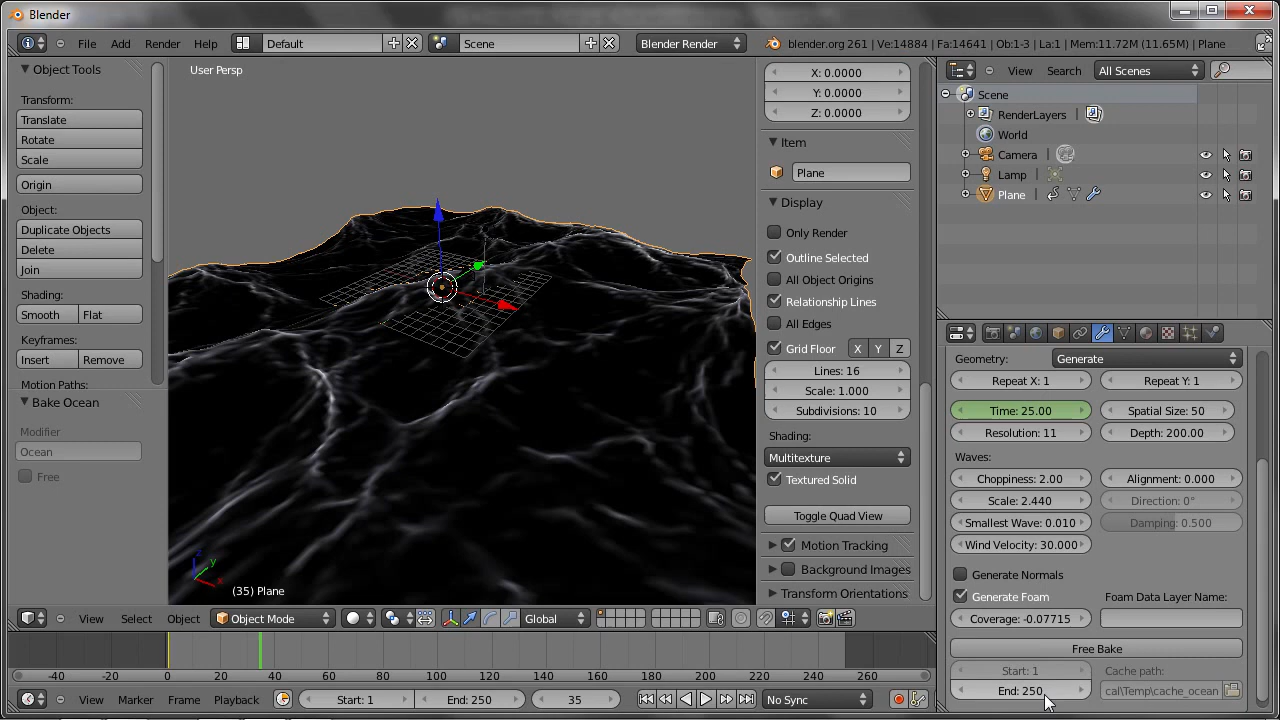 Blender
File Add Render Help Default Scene Blender Render blender.org 261 | Ve:14884 | Fa:14641 | Ob:1-3 | La:1 | Mem:11.72M (11.65M) | Plane
Object Tools
Transform:
Translate
Rotate
Scale
Origin
Object:
Duplicate Objects
Delete
Join
Shading:
Smooth Flat
Keyframes:
Insert Remove
Motion Paths:
Bake Ocean
Modifier
Ocean
Free
User Persp
z
y
x
(35) Plane
X: 0.0000
Y: 0.0000
Z: 0.0000
Item
Plane
Display
Only Render
Outline Selected
All Object Origins
Relationship Lines
All Edges
Grid Floor X Y Z
Lines: 16
Scale: 1.000
Subdivisions: 10
Shading:
Multitexture
Textured Solid
Toggle Quad View
Motion Tracking
Background Images
Transform Orientations
View Search All Scenes
Scene
RenderLayers |
World
Camera |
Lamp |
Plane |
Geometry: Generate
Repeat X: 1 Repeat Y: 1
Time: 25.00 Spatial Size: 50
Resolution: 11 Depth: 200.00
Waves:
Choppiness: 2.00 Alignment: 0.000
Scale: 2.440 Direction: 0°
Smallest Wave: 0.010 Damping: 0.500
Wind Velocity: 30.000
Generate Normals
Generate Foam Foam Data Layer Name:
Coverage: -0.07715
Free Bake
Start: 1 Cache path:
End: 250 cal\Temp\cache_ocean
View Select Object Object Mode Global
-40 -20 0 20 40 60 80 100 120 140 160 180 200 220 240 260
View Marker Frame Playback Start: 1 End: 250 35 No Sync